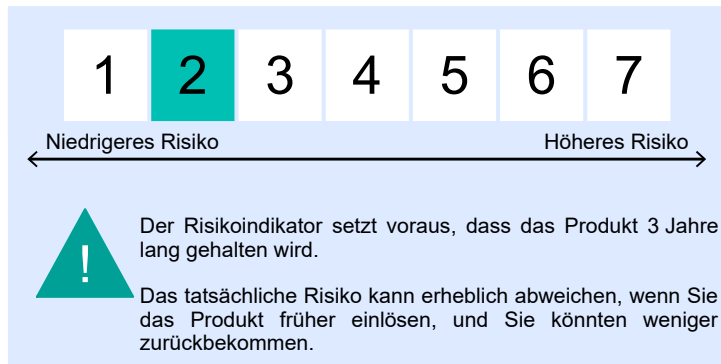 1 2 3 4 5 6 7
Niedrigeres Risiko Höheres Risiko
!
Der Risikoindikator setzt voraus, dass das Produkt 3 Jahre
lang gehalten wird.
Das tatsächliche Risiko kann erheblich abweichen, wenn Sie
das Produkt früher einlösen, und Sie könnten weniger
zurückbekommen.